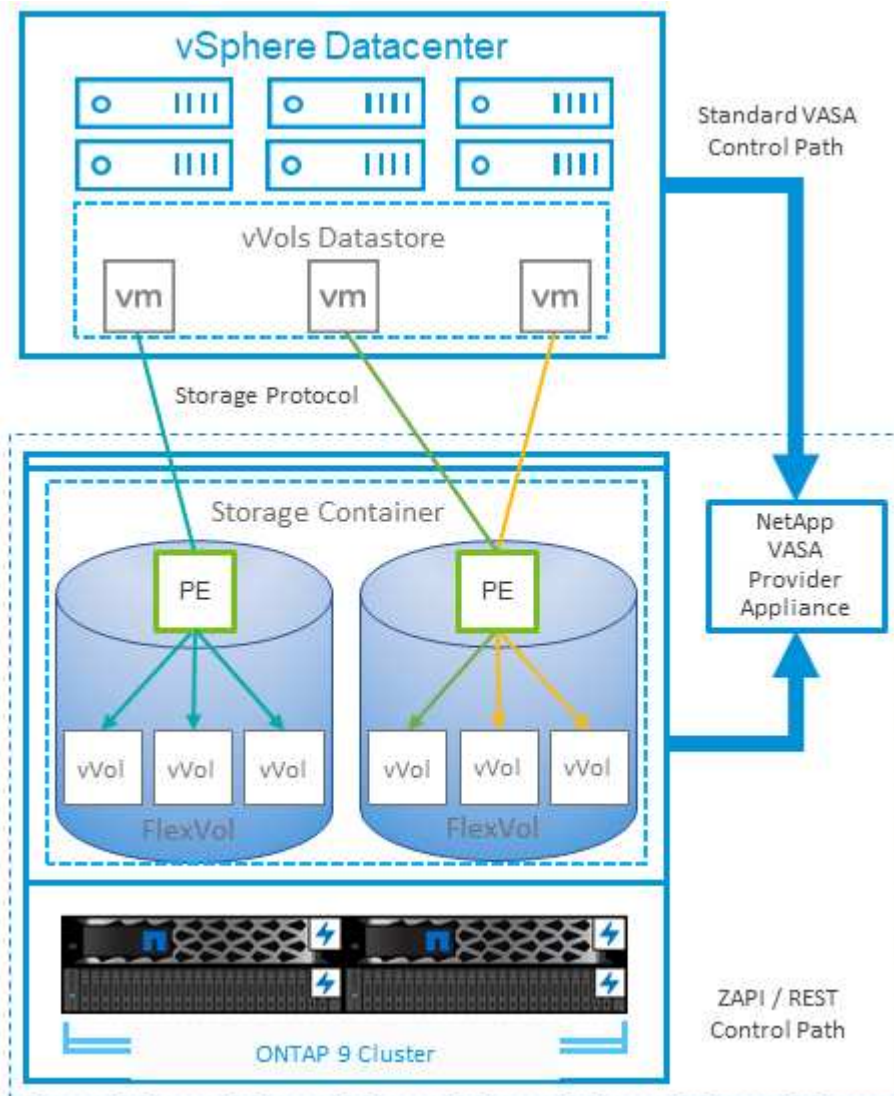 vSphere Datacenter
Standard VASA
Control Path
vVols Datastore
vm
vm
vm
Storage Protocol
Storage Container
NetApp
VASA
Provider
Appliance
PE
PE
vVol
vVol
vVol
vVol
vVol
vVol
FlexVol
FlexVol
ZAPI / REST
Control Path
ONTAP 9 Cluster